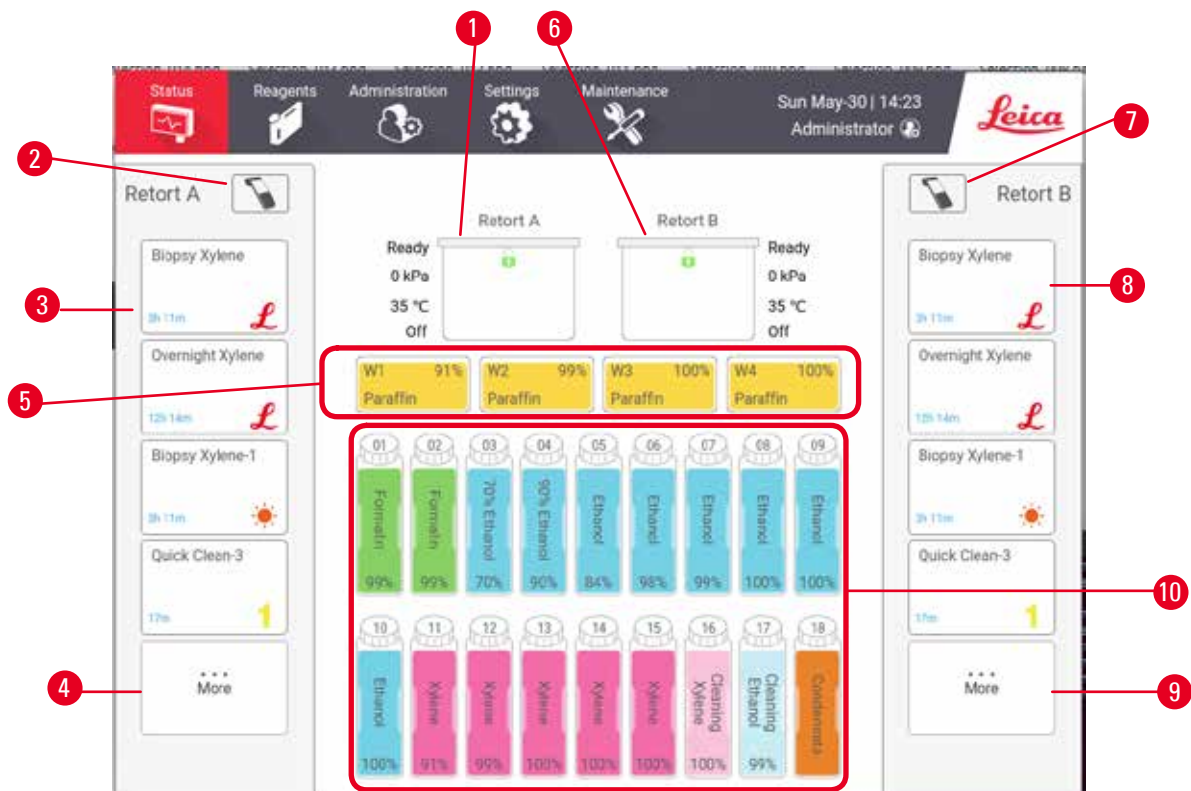 1
6
Status
Reagents
Administration
Settings
Maintenance
Sun May-30 | 14:23
Administrator
Leica
7
2
Retort A
Retort B
Retort A
Retort B
3
Biopsy Xylene
3h 11m
Overnight Xylene
12h 14m
Biopsy Xylene-1
3h 11m
Quick Clean-3
17m
1
4
... More
Ready
0 kPa
35 °C
Off
Ready
0 kPa
35 °C
Off
5
W1 91%
Paraffin
W2 99%
Paraffin
W3 100%
Paraffin
W4 100%
Paraffin
01 02 03 04 05 06 07 08 09
Formalin
Formalin
70% Ethanol
90% Ethanol
Ethanol
Ethanol
Ethanol
Ethanol
Ethanol
99% 99% 70% 90% 84% 98% 99% 100% 100%
10 11 12 13 14 15 16 17 18
Ethanol
Xylene
Xylene
Xylene
Xylene
Xylene
Cleaning
Xylene
Cleaning
Ethanol
Condensata-
100% 91% 99% 100% 100% 100% 100% 99%
Biopsy Xylene
3h 11m
8
Overnight Xylene
12h 14m
Biopsy Xylene-1
3h 11m
Quick Clean-3
17m
1
10
... More
9